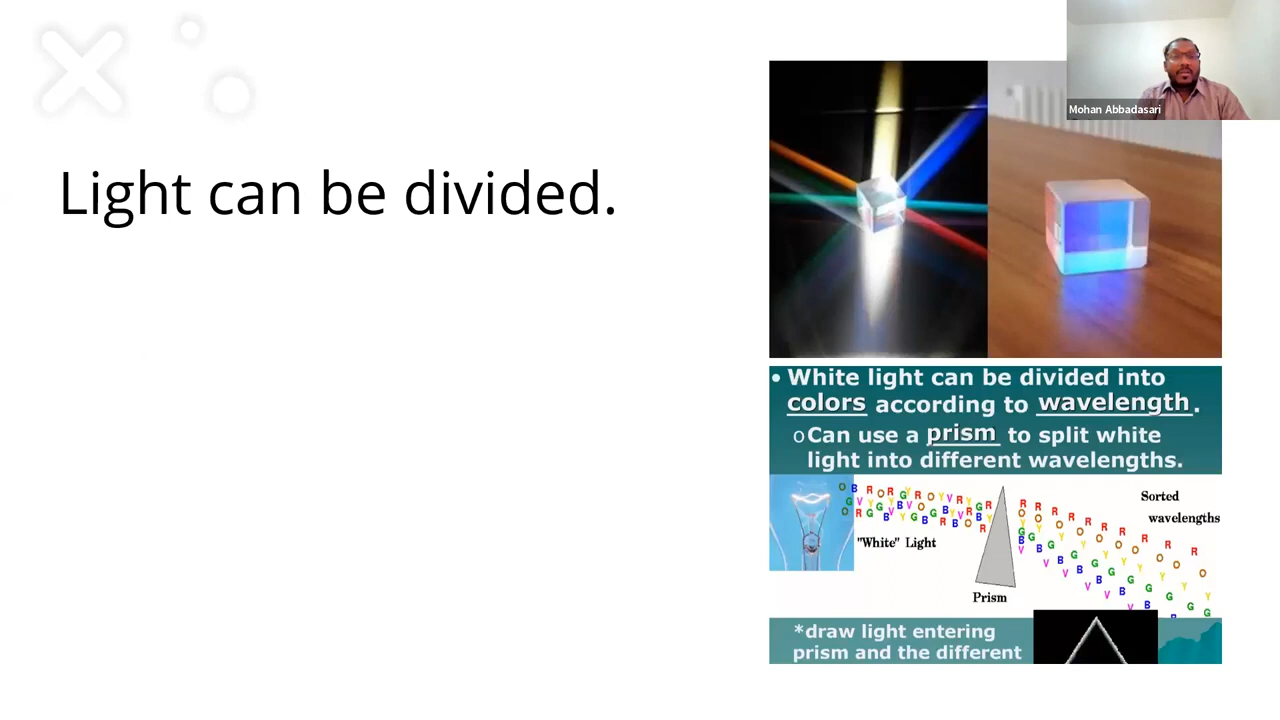 Mohan Abbadasari
Light can be divided.
• White light can be divided into
colors according to wavelength.
o Can use a prism to split white
light into different wavelengths.
Sorted
wavelengths
"White" Light
Prism
*draw light entering
prism and the different